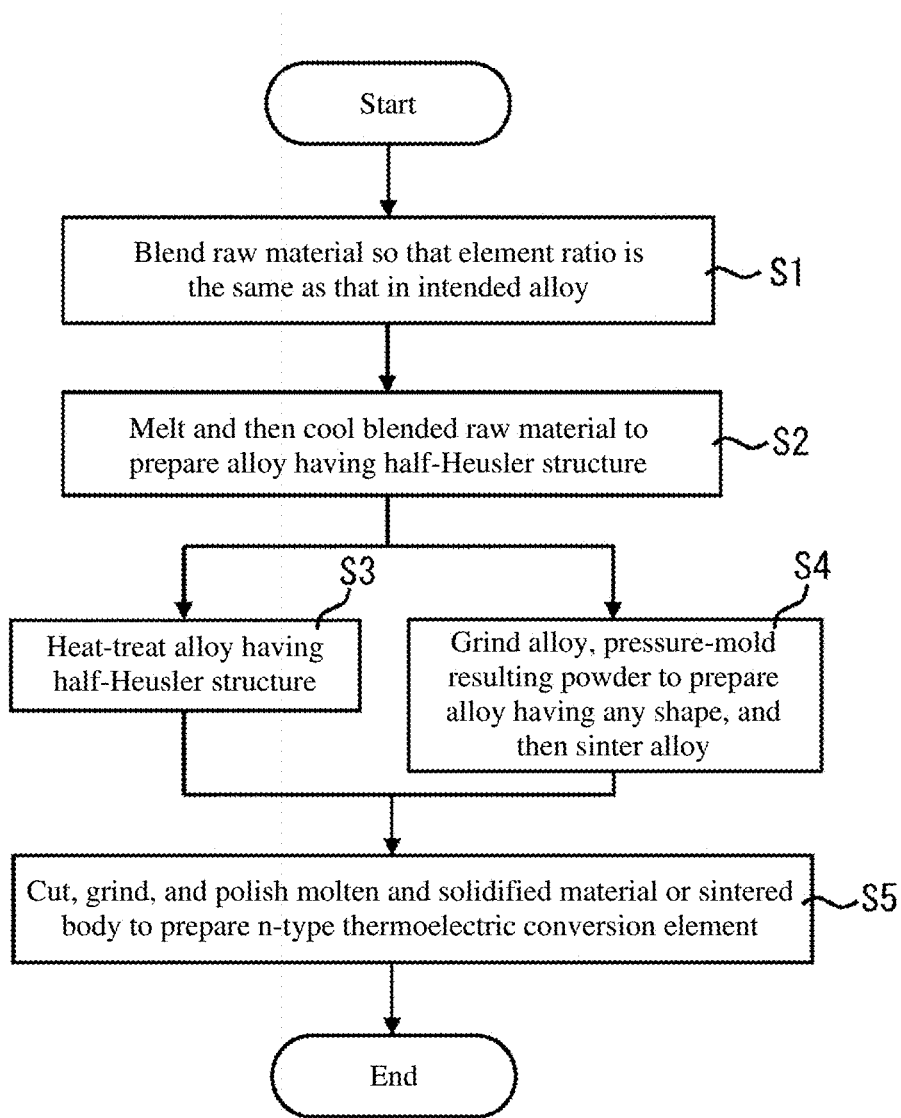 Start
Blend raw material so that element ratio is
the same as that in intended alloy
S1
Melt and then cool blended raw material to
prepare alloy having half-Heusler structure
S2
S3
Heat-treat alloy having
half-Heusler structure
S4
Grind alloy, pressure-mold
resulting powder to prepare
alloy having any shape, and
then sinter alloy
Cut, grind, and polish molten and solidified material or sintered
body to prepare n-type thermoelectric conversion element
S5
End